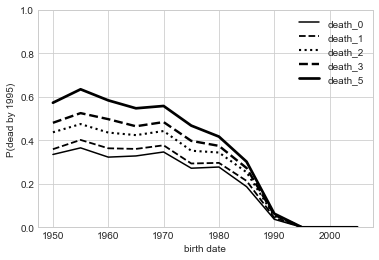 1.0
0.8
0.6
0.4
0.2
0.0
P(dead by 1995)
death_0
death_1
death_2
death_3
death_5
1950 1960 1970 1980 1990 2000
birth date